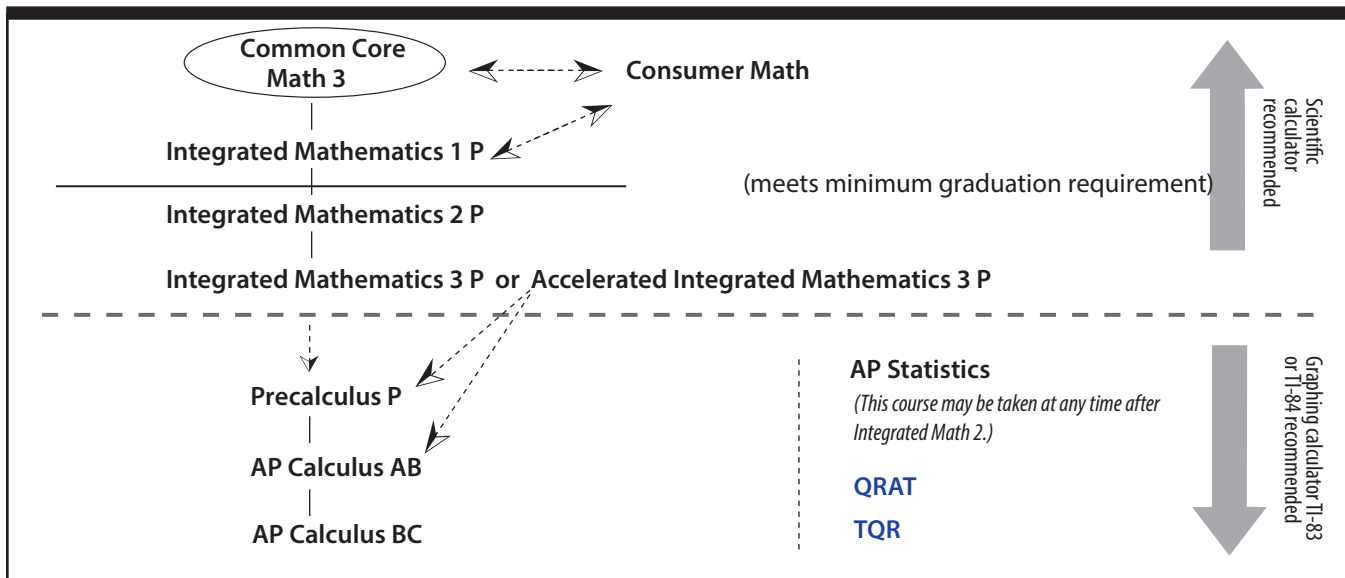 Common Core
Math 3
Consumer Math
Integrated Mathematics 1 P
(meets minimum graduation requirement)
Integrated Mathematics 2 P
Integrated Mathematics 3 P or Accelerated Integrated Mathematics 3 P
Scientific
calculator
recommended
Precalculus P
AP Calculus AB
AP Calculus BC
AP Statistics
(This course may be taken at any time after
Integrated Math 2.)
QRAT
TQR
Graphing calculator TI-83
or TI-84 recommended